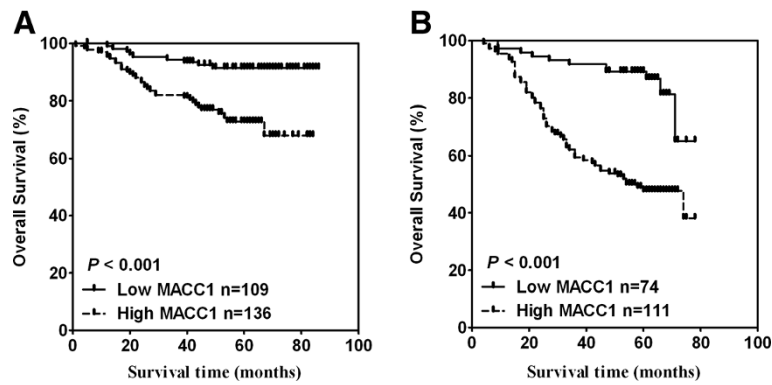 A
100
80
60
40
20
0
Overall Survival (%)
P < 0.001
Low MACC1 n=109
High MACC1 n=136
0 20 40 60 80 100
Survival time (months)
B
100
80
60
40
20
0
Overall Survival (%)
P < 0.001
Low MACC1 n=74
High MACC1 n=111
0 20 40 60 80 100
Survival time (months)